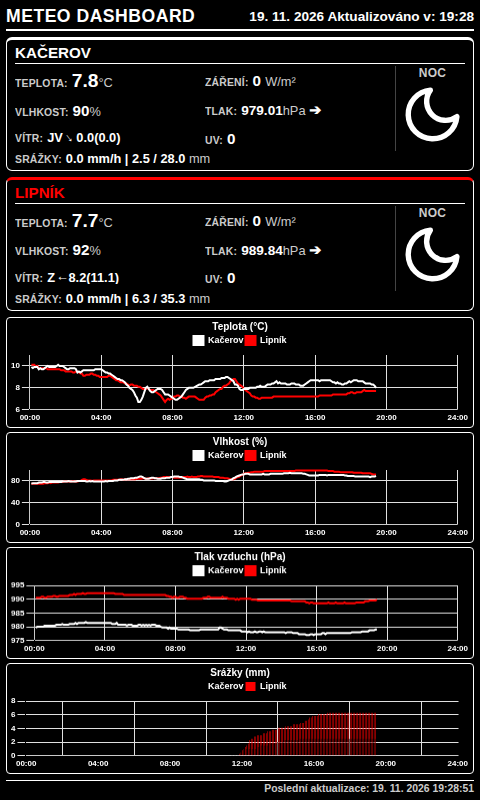 METEO DASHBOARD
19. 11. 2026 Aktualizováno v: 19:28
KAČEROV
TEPLOTA: 7.8°C
ZÁŘENÍ: 0 W/m²
NOC
VLHKOST: 90%
TLAK: 979.01hPa ➔
VÍTR: JV↘ 0.0(0.0)
UV: 0
SRÁŽKY: 0.0 mm/h | 2.5 / 28.0 mm
LIPNÍK
TEPLOTA: 7.7°C
ZÁŘENÍ: 0 W/m²
NOC
VLHKOST: 92%
TLAK: 989.84hPa ➔
VÍTR: Z←8.2(11.1)
UV: 0
SRÁŽKY: 0.0 mm/h | 6.3 / 35.3 mm
Teplota (°C)
Kačerov Lipník
10
8
6
00:00 04:00 08:00 12:00 16:00 20:00 24:00
Vlhkost (%)
Kačerov Lipník
80
40
0
00:00 04:00 08:00 12:00 16:00 20:00 24:00
Tlak vzduchu (hPa)
Kačerov Lipník
995
990
985
980
975
00:00 04:00 08:00 12:00 16:00 20:00 24:00
Srážky (mm)
Kačerov Lipník
8
6
4
2
0
00:00 04:00 08:00 12:00 16:00 20:00 24:00
Poslední aktualizace: 19. 11. 2026 19:28:51